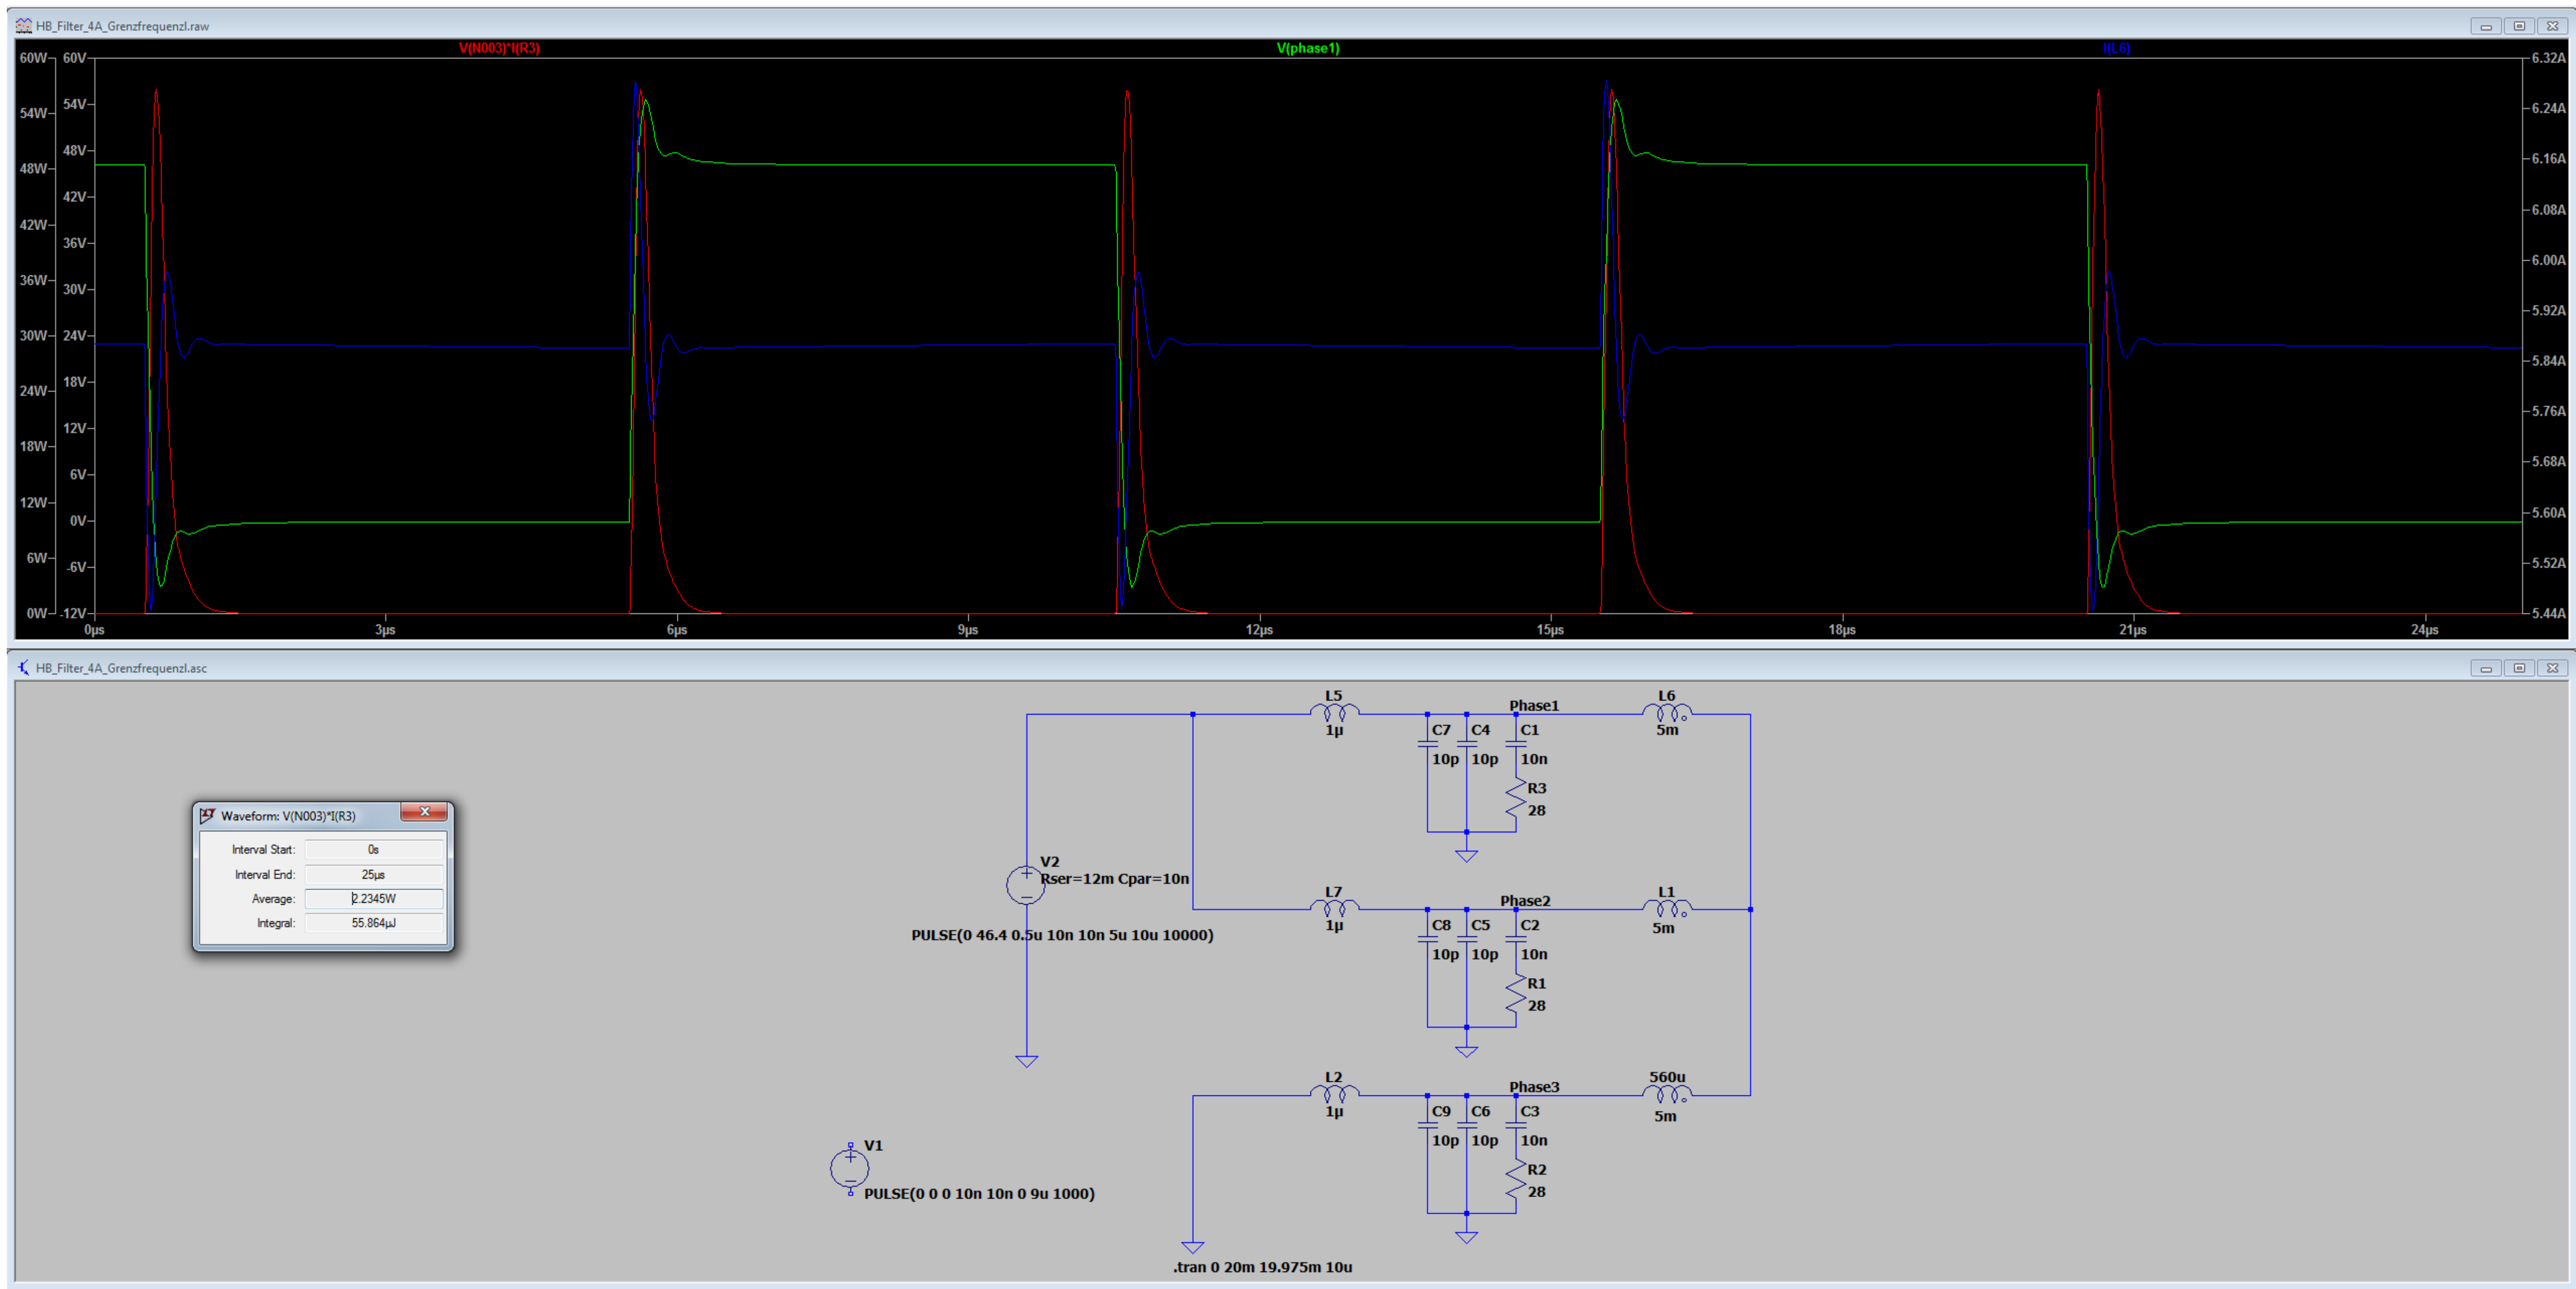 HB_Filter_4A_Grenzfrequenzl.raw
V(N003)*I(R3) V(phase1) I(L6)
60W 60V 6.32A
54W 54V 6.24A
48W 48V 6.16A
42W 42V 6.08A
36W 36V 6.00A
30W 30V 5.92A
24W 24V 5.84A
18W 18V 5.76A
12W 12V 5.68A
6W 6V 5.60A
0W 0V 5.52A
-6V 5.44A
-12V
0µs 3µs 6µs 9µs 12µs 15µs 18µs 21µs 24µs
HB_Filter_4A_Grenzfrequenzl.asc
Waveform: V(N003)*I(R3)
Interval Start: 0s
Interval End: 25µs
Average: 2.2345W
Integral: 55.864µJ
L5 Phase1 L6
1µ 5m
C7 C4 C1
10p 10p 10n
R3
28
V2
Rser=12m Cpar=10n
PULSE(0 46.4 0.5u 10n 10n 5u 10u 10000)
L7 Phase2 L1
1µ 5m
C8 C5 C2
10p 10p 10n
R1
28
L2 Phase3 560u
1µ 5m
C9 C6 C3
10p 10p 10n
R2
28
V1
PULSE(0 0 0 10n 10n 0 9u 1000)
.tran 0 20m 19.975m 10u